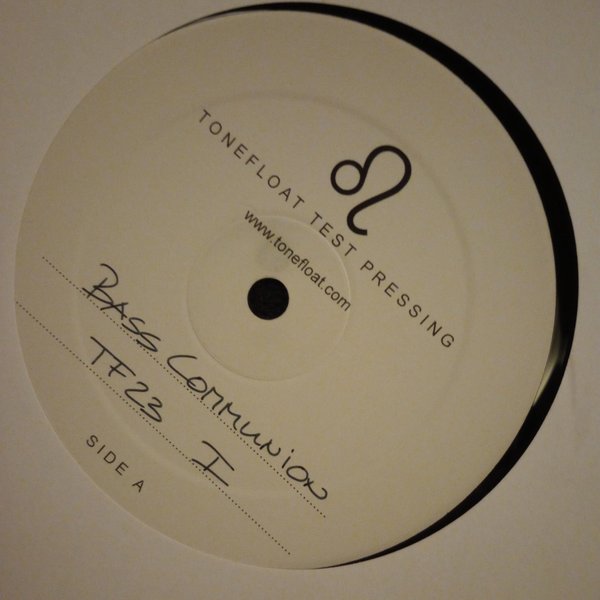 TONEFLOAT TEST PRESSING
www.tonefloat.com
BASS COMMUNION
TF23 I
SIDE A